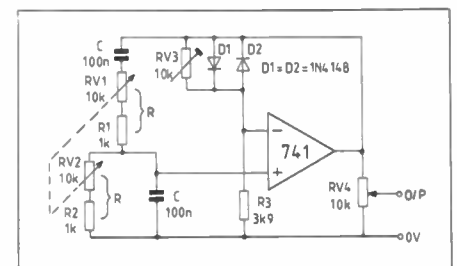 C
100n
RV1
10k
R
R1
1k
RV2
10k
R
R2
1k
C
100n
RV3
10k
D1
D2
D1=D2=1N4148
741
−
+
R3
3k9
RV4
10k
O/P
0V